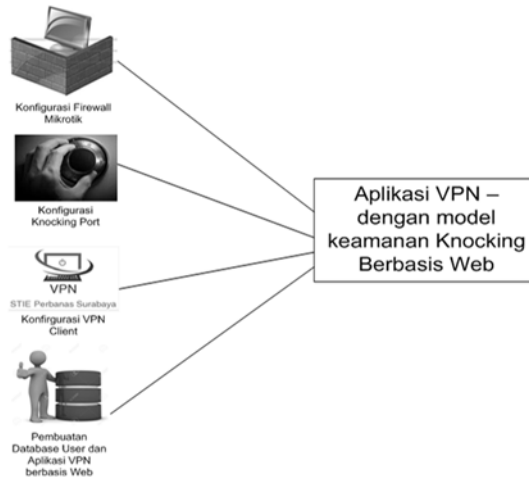 Konfigurasi Firewall
Mikrotik
Konfigurasi
Knocking Port
VPN
STIE Perbanas Surabaya
Konfirgurasi VPN
Client
Pembuatan
Database User dan
Aplikasi VPN
berbasis Web
Aplikasi VPN –
dengan model
keamanan Knocking
Berbasis Web